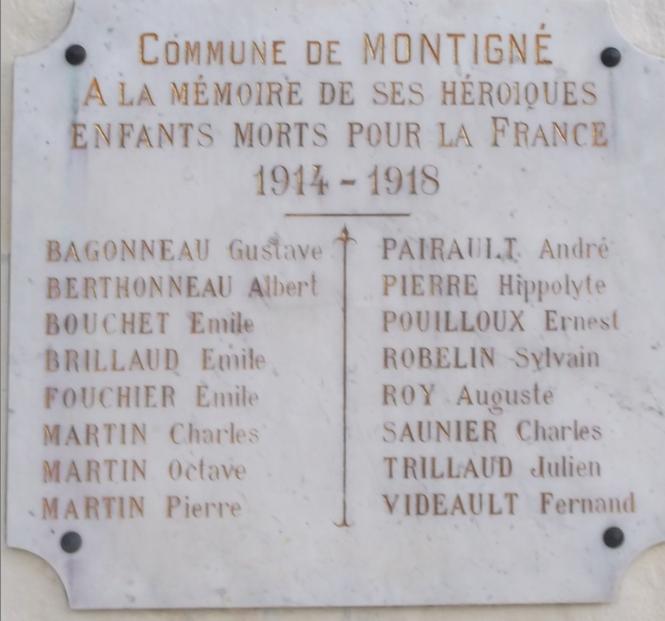 COMMUNE DE MONTIGNÉ
A LA MÉMOIRE DE SES HÉROIQUES
ENFANTS MORTS POUR LA FRANCE
1914 - 1918
BAGONNEAU Gustave
BERTHONNEAU Albert
BOUCHET Emile
BRILLAUD Emile
FOUCHIER Emile
MARTIN Charles
MARTIN Octave
MARTIN Pierre
PAIRAULT André
PIERRE Hippolyte
POUILLOUX Ernest
ROBELIN Sylvain
ROY Auguste
SAUNIER Charles
TRILLAUD Julien
VIDEAULT Fernand